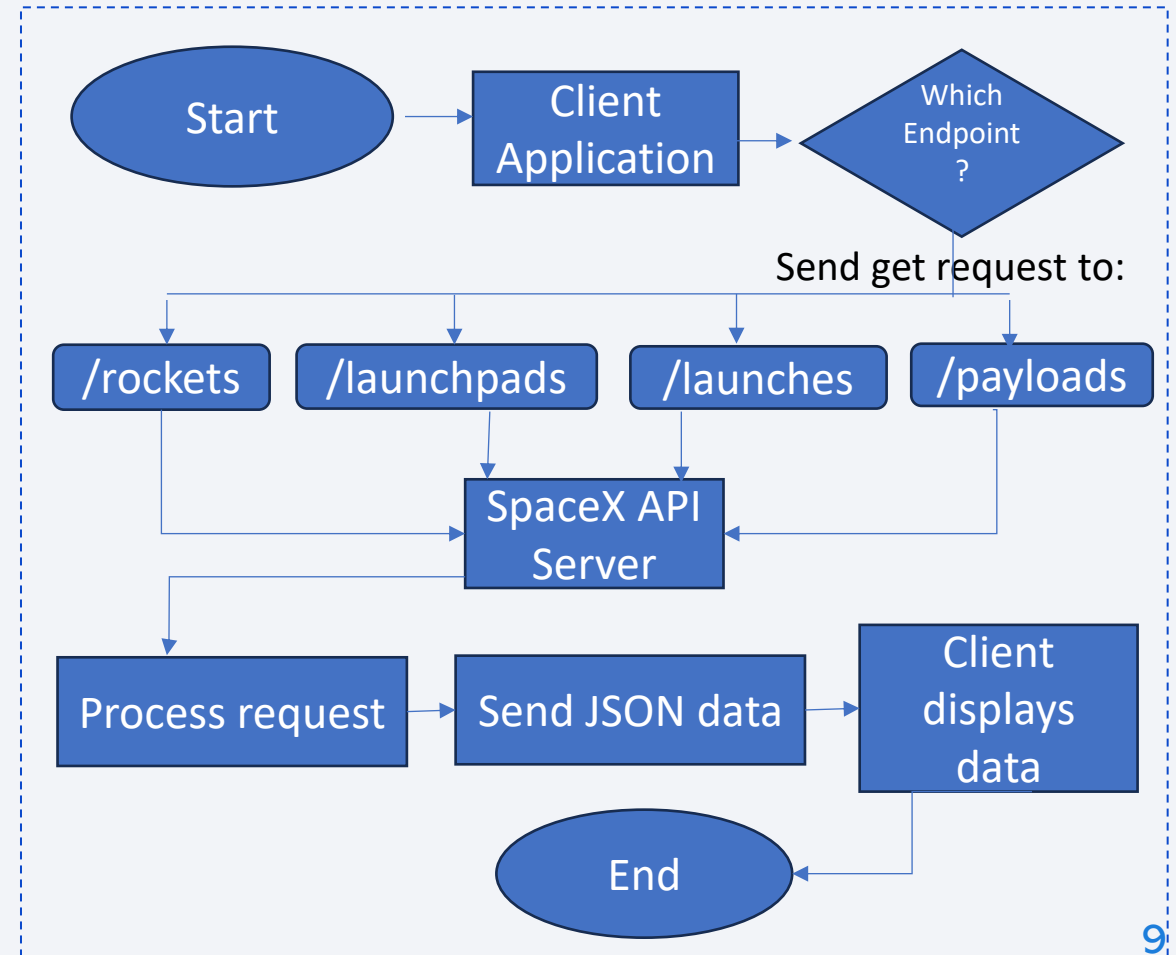 Start
Client
Application
Which
Endpoint
?
Send get request to:
/rockets
/launchpads
/launches
/payloads
SpaceX API
Server
Process request
Send JSON data
Client
displays
data
End
9